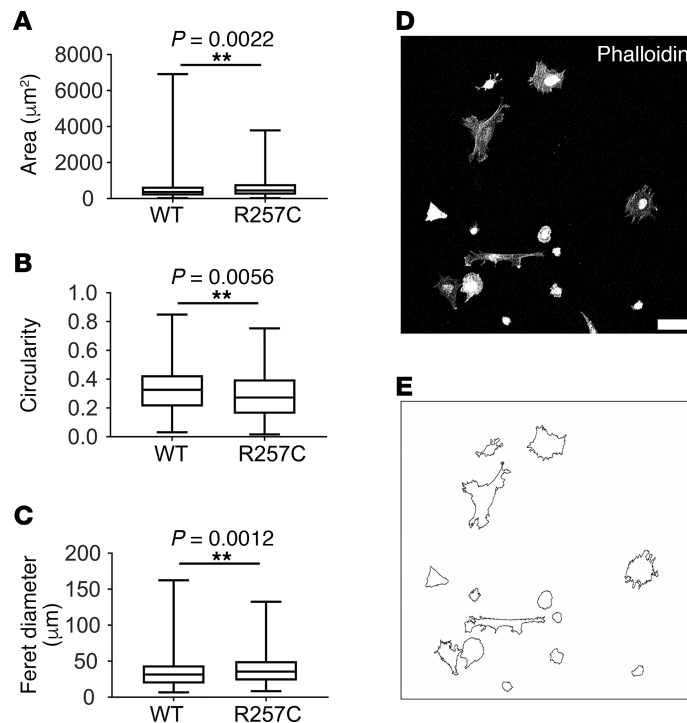 A
P = 0.0022
**
8000
6000
4000
2000
0
Area (μm²)
WT R257C
B
P = 0.0056
**
1.0
0.8
0.6
0.4
0.2
0.0
Circularity
WT R257C
C
P = 0.0012
**
200
150
100
50
0
Feret diameter
(μm)
WT R257C
D
Phalloidin
E